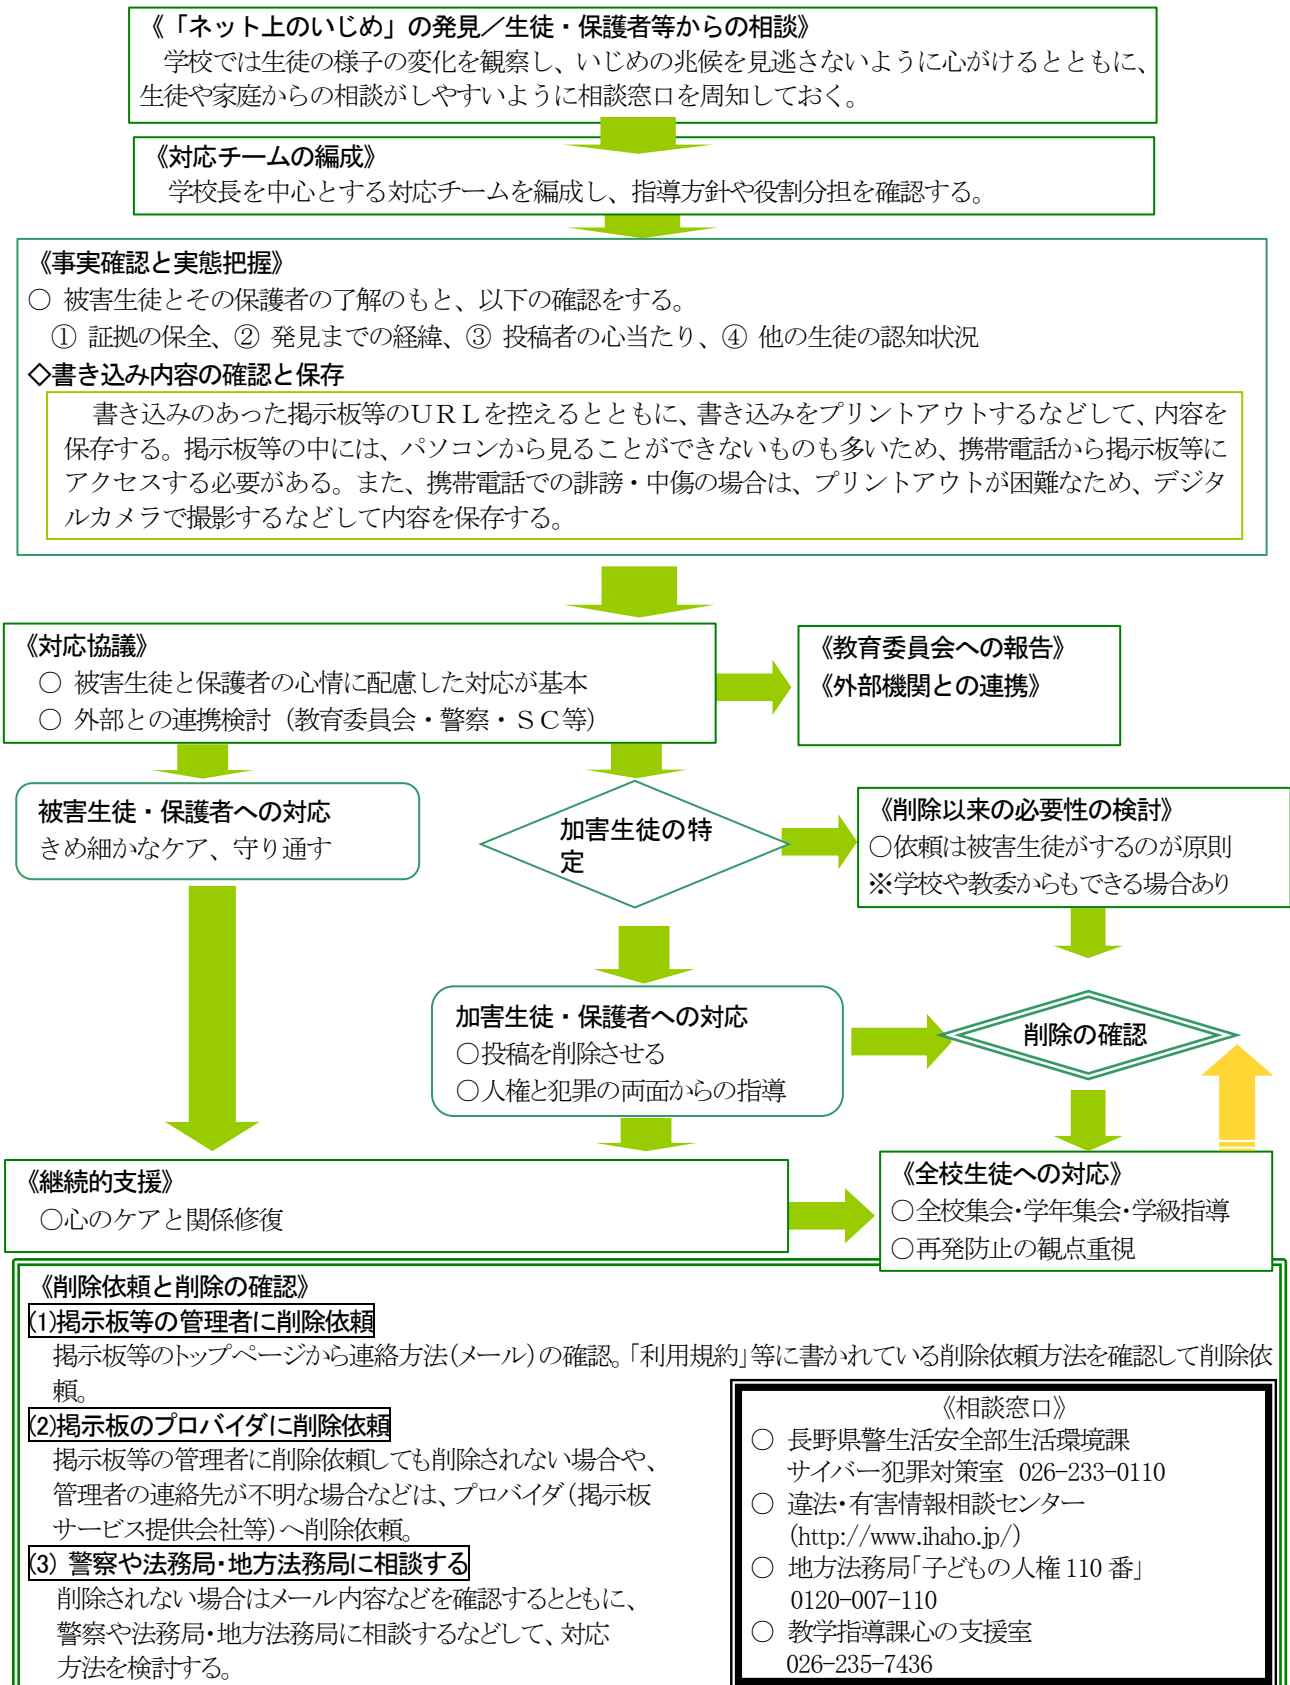 《「ネット上のいじめ」の発見／生徒・保護者等からの相談》
学校では生徒の様子の変化を観察し、いじめの兆候を見逃さないように心がけるとともに、
生徒や家庭からの相談がしやすいように相談窓口を周知しておく。
《対応チームの編成》
学校長を中心とする対応チームを編成し、指導方針や役割分担を確認する。
《事実確認と実態把握》
○ 被害生徒とその保護者の了解のもと、以下の確認をする。
① 証拠の保全、② 発見までの経緯、③ 投稿者の心当たり、④ 他の生徒の認知状況
◇書き込み内容の確認と保存
書き込みのあった掲示板等のＵＲＬを控えるとともに、書き込みをプリントアウトするなどして、内容を
保存する。掲示板等の中には、パソコンから見ることができないものも多いため、携帯電話から掲示板等に
アクセスする必要がある。また、携帯電話での誹謗・中傷の場合は、プリントアウトが困難なため、デジタ
ルカメラで撮影するなどして内容を保存する。
《対応協議》
○ 被害生徒と保護者の心情に配慮した対応が基本
○ 外部との連携検討（教育委員会・警察・ＳＣ等）
《教育委員会への報告》
《外部機関との連携》
被害生徒・保護者への対応
きめ細かなケア、守り通す
加害生徒の特
定
《削除以来の必要性の検討》
○依頼は被害生徒がするのが原則
※学校や教委からもできる場合あり
加害生徒・保護者への対応
○投稿を削除させる
○人権と犯罪の両面からの指導
削除の確認
《継続的支援》
○心のケアと関係修復
《全校生徒への対応》
○全校集会・学年集会・学級指導
○再発防止の観点重視
《削除依頼と削除の確認》
(1)掲示板等の管理者に削除依頼
掲示板等のトップページから連絡方法（メール）の確認。「利用規約」等に書かれている削除依頼方法を確認して削除依
頼。
(2)掲示板のプロバイダに削除依頼
掲示板等の管理者に削除依頼しても削除されない場合や、
管理者の連絡先が不明な場合などは、プロバイダ（掲示板
サービス提供会社等）へ削除依頼。
(3) 警察や法務局・地方法務局に相談する
削除されない場合はメール内容などを確認するとともに、
警察や法務局・地方法務局に相談するなどして、対応
方法を検討する。
《相談窓口》
○ 長野県警生活安全部生活環境課
サイバー犯罪対策室 026-233-0110
○ 違法・有害情報相談センター
(http://www.ihaho.jp/)
○ 地方法務局「子どもの人権 110 番」
0120-007-110
○ 教学指導課心の支援室
026-235-7436